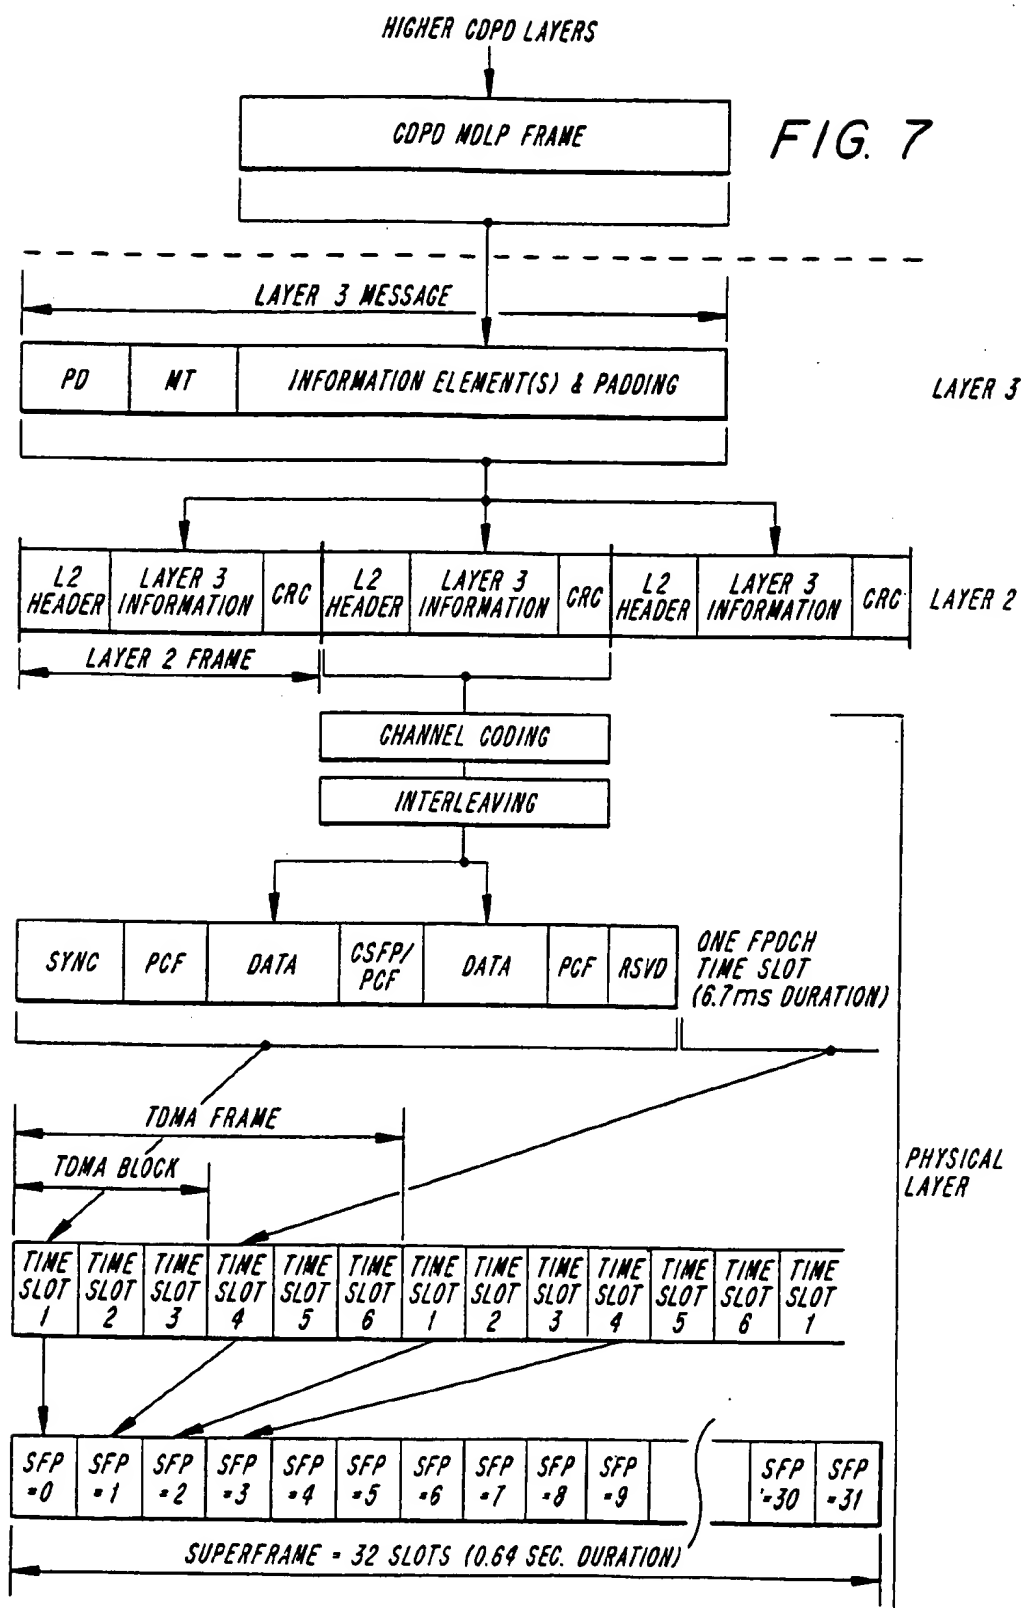 HIGHER CDPD LAYERS
CDPD MDLP FRAME
FIG. 7
LAYER 3 MESSAGE
PD
MT
INFORMATION ELEMENT(S) & PADDING
LAYER 3
L2
HEADER
LAYER 3
INFORMATION
CRC
L2
HEADER
LAYER 3
INFORMATION
CRC
L2
HEADER
LAYER 3
INFORMATION
CRC
LAYER 2
LAYER 2 FRAME
CHANNEL CODING
INTERLEAVING
SYNC
PCF
DATA
CSFP/
PCF
DATA
PCF
RSVD
ONE FPDCH
TIME SLOT
(6.7ms DURATION)
TDMA FRAME
TDMA BLOCK
PHYSICAL
LAYER
TIME
SLOT
1
TIME
SLOT
2
TIME
SLOT
3
TIME
SLOT
4
TIME
SLOT
5
TIME
SLOT
6
TIME
SLOT
1
TIME
SLOT
2
TIME
SLOT
3
TIME
SLOT
4
TIME
SLOT
5
TIME
SLOT
6
TIME
SLOT
1
SFP
=0
SFP
=1
SFP
=2
SFP
=3
SFP
=4
SFP
=5
SFP
=6
SFP
=7
SFP
=8
SFP
=9
SFP
=30
SFP
=31
SUPERFRAME = 32 SLOTS (0.64 SEC. DURATION)